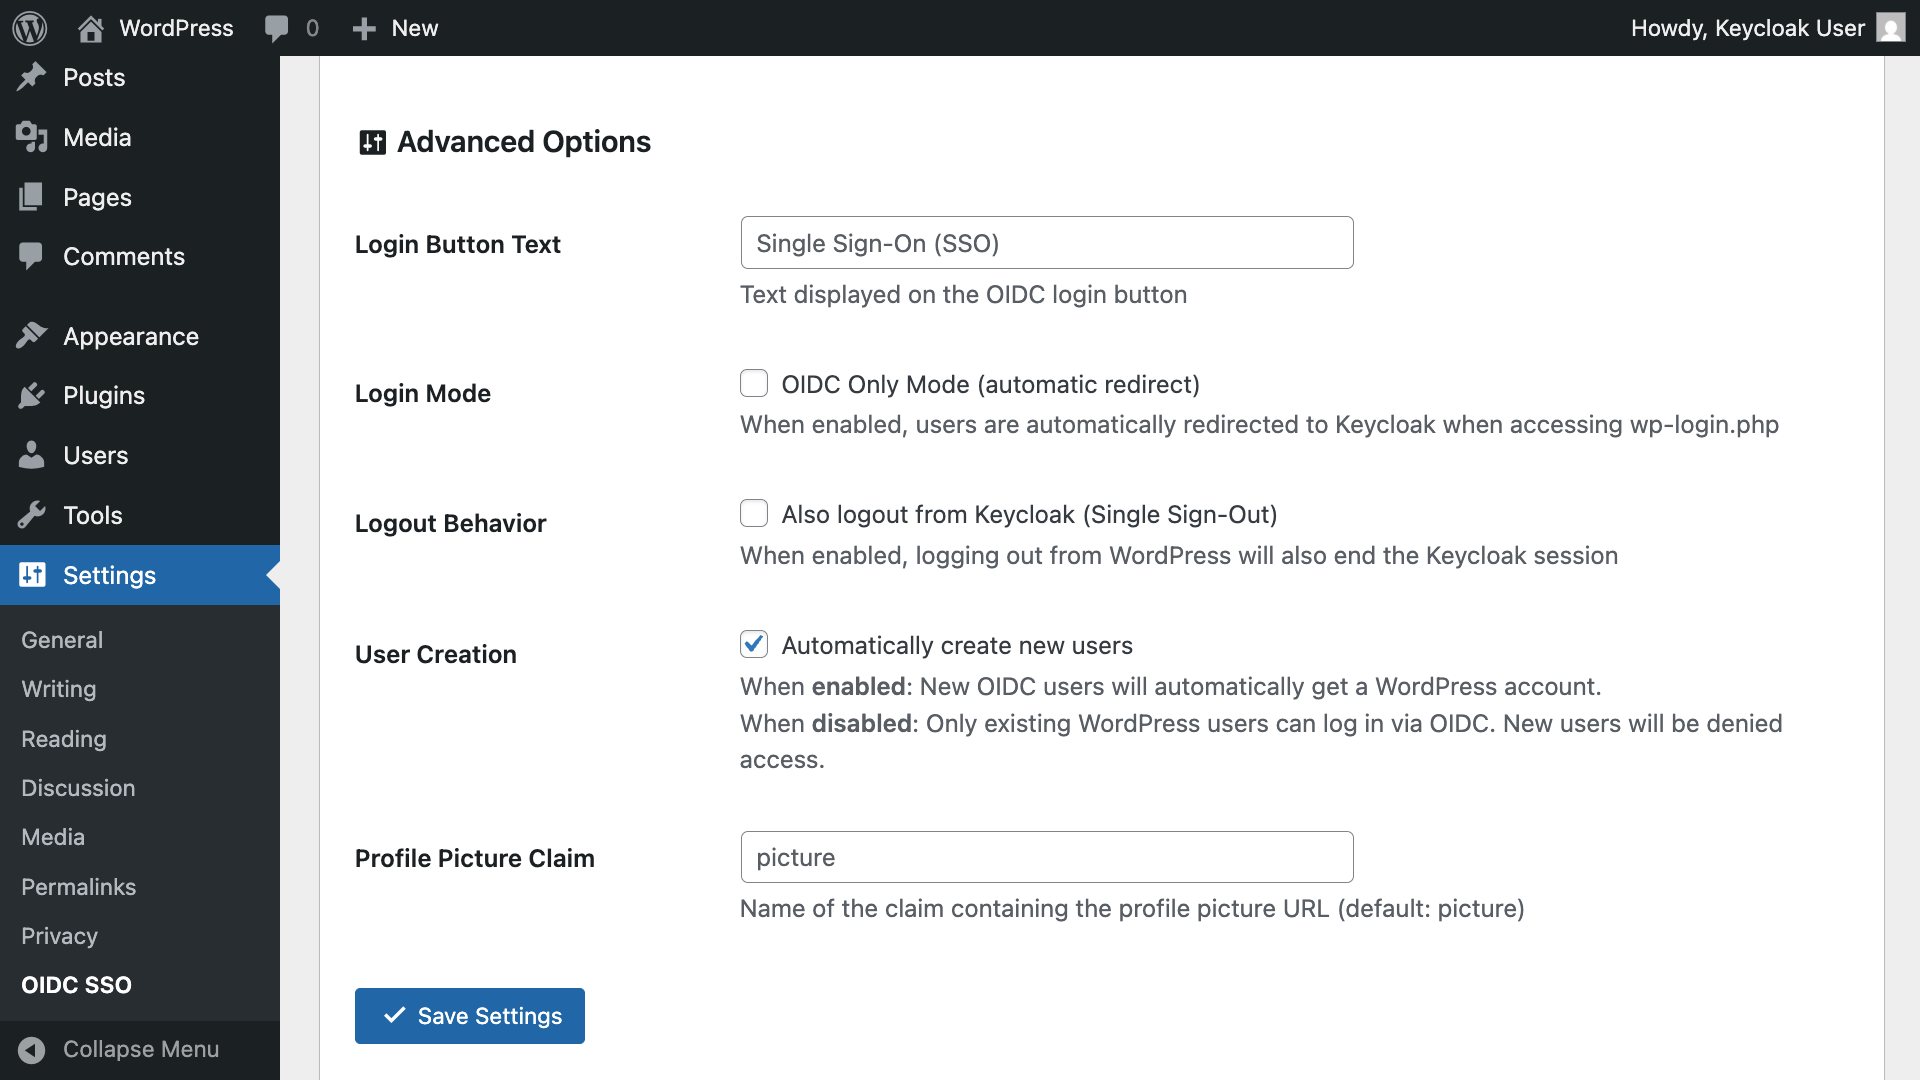 WordPress
0
New
Howdy, Keycloak User
Posts
Media
Pages
Comments
Appearance
Plugins
Users
Tools
Settings
General
Writing
Reading
Discussion
Media
Permalinks
Privacy
OIDC SSO
Collapse Menu
Advanced Options
Login Button Text
Single Sign-On (SSO)
Text displayed on the OIDC login button
Login Mode
OIDC Only Mode (automatic redirect)
When enabled, users are automatically redirected to Keycloak when accessing wp-login.php
Logout Behavior
Also logout from Keycloak (Single Sign-Out)
When enabled, logging out from WordPress will also end the Keycloak session
User Creation
Automatically create new users
When enabled: New OIDC users will automatically get a WordPress account.
When disabled: Only existing WordPress users can log in via OIDC. New users will be denied
access.
Profile Picture Claim
picture
Name of the claim containing the profile picture URL (default: picture)
Save Settings